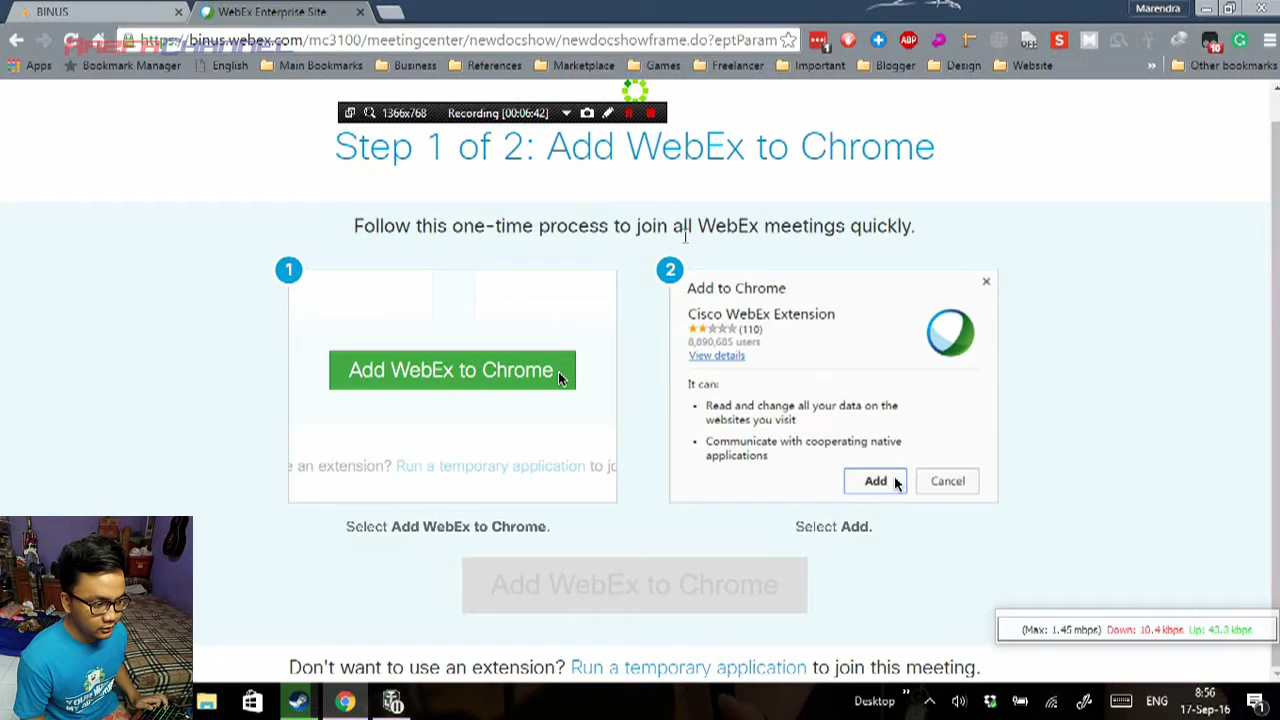 BINUS
WebEx Enterprise Site
Marendra
https://binus.webex.com/mc3100/meetingcenter/newdocshow/newdocshowframe.do?eptParam
Apps
Bookmark Manager
English
Main Bookmarks
Business
References
Marketplace
Games
Freelancer
Important
Blogger
Design
Website
»
Other bookmarks
1366x768
Recording [00:06:42]
Step 1 of 2: Add WebEx to Chrome
Follow this one-time process to join all WebEx meetings quickly.
1
Add WebEx to Chrome
e an extension? Run a temporary application to jo
Select Add WebEx to Chrome.
2
Add to Chrome
Cisco WebEx Extension
(110)
8,890,685 users
View details
It can:
• Read and change all your data on the
websites you visit
• Communicate with cooperating native
applications
Add
Cancel
Select Add.
Add WebEx to Chrome
(Max: 1.45 mbps) Down: 10.4 kbps Up: 43.3 kbps
Don't want to use an extension? Run a temporary application to join this meeting.
Desktop
ENG
8:56
17-Sep-16